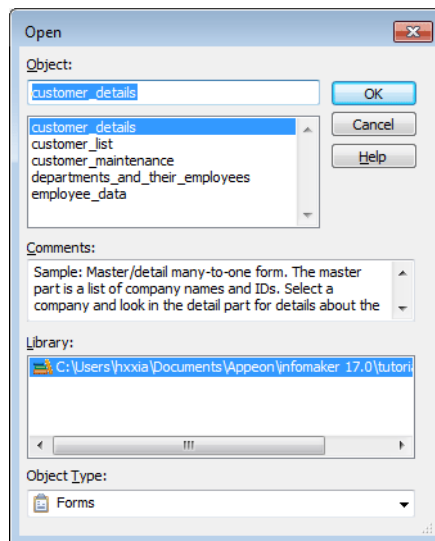 Open
Object:
customer_details
OK
customer_details
customer_list
customer_maintenance
departments_and_their_employees
employee_data
Cancel
Help
Comments:
Sample: Master/detail many-to-one form. The master
part is a list of company names and IDs. Select a
company and look in the detail part for details about the
Library:
C:\Users\hxxia\Documents\Appeon\infomaker 17.0\tutori
Object Type:
Forms